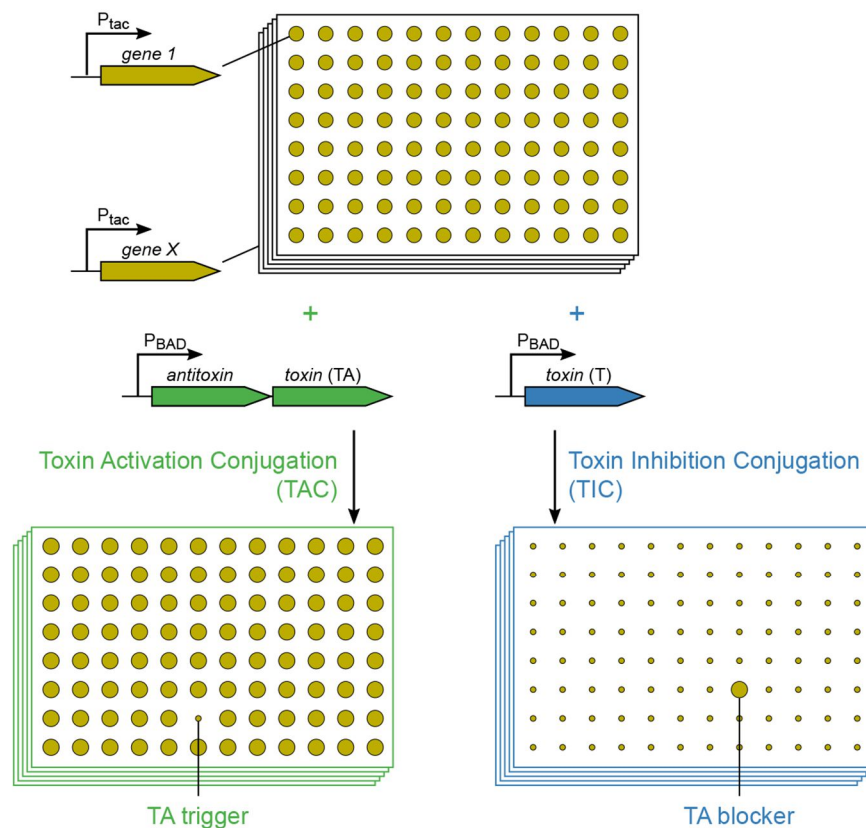 Ptac
gene 1
Ptac
gene X
+
+
PBAD
antitoxin
toxin (TA)
PBAD
toxin (T)
Toxin Activation Conjugation
(TAC)
Toxin Inhibition Conjugation
(TIC)
TA trigger
TA blocker